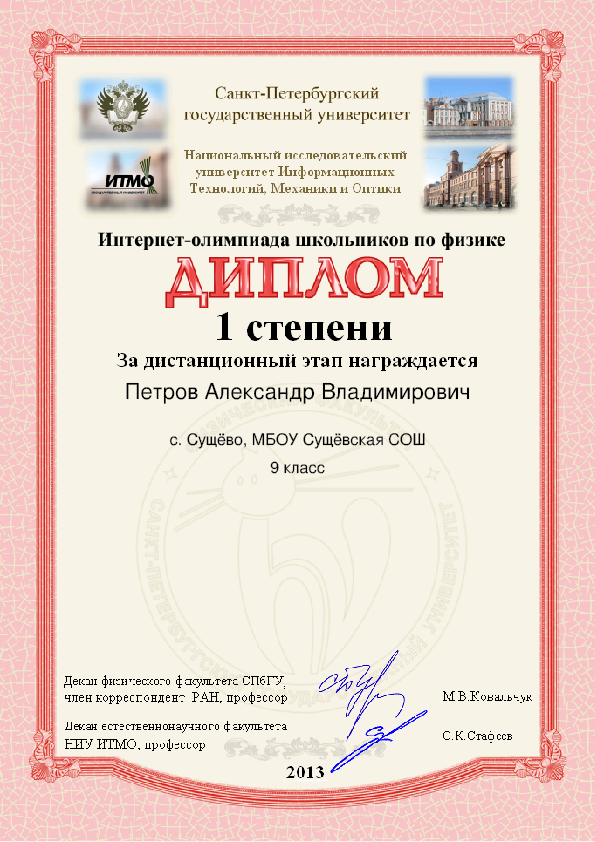 Санкт-Петербургский
государственный университет
ИТМО
Национальный исследовательский
университет Информационных
Технологий, Механики и Оптики
Интернет-олимпиада школьников по физике
ДИПЛОМ
1 степени
За дистанционный этап награждается
Петров Александр Владимирович
с. Сущёво, МБОУ Сущёвская СОШ
9 класс
Декан физического факультета СПбГУ,
член корреспондент РАН, профессор
М.В.Ковальчук
Декан естественнонаучного факультета
НИУ ИТМО, профессор
С.К.Стафеев
2013